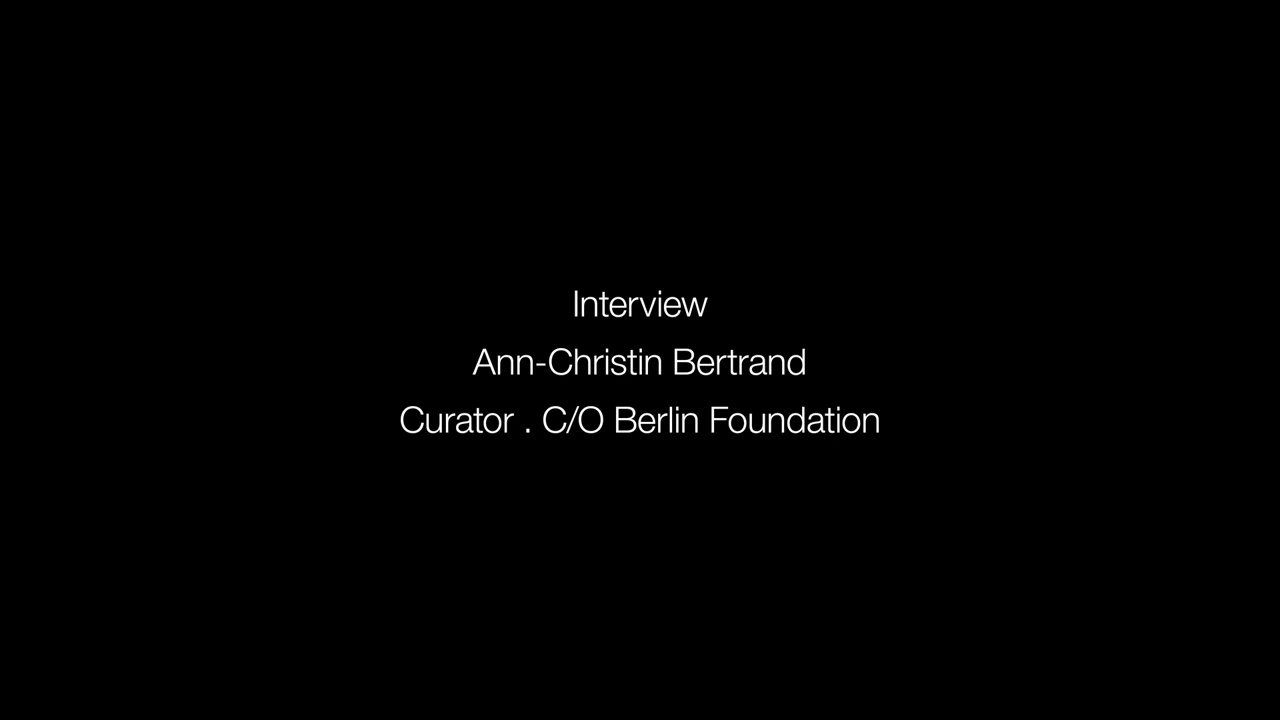 Interview
Ann-Christin Bertrand
Curator . C/O Berlin Foundation